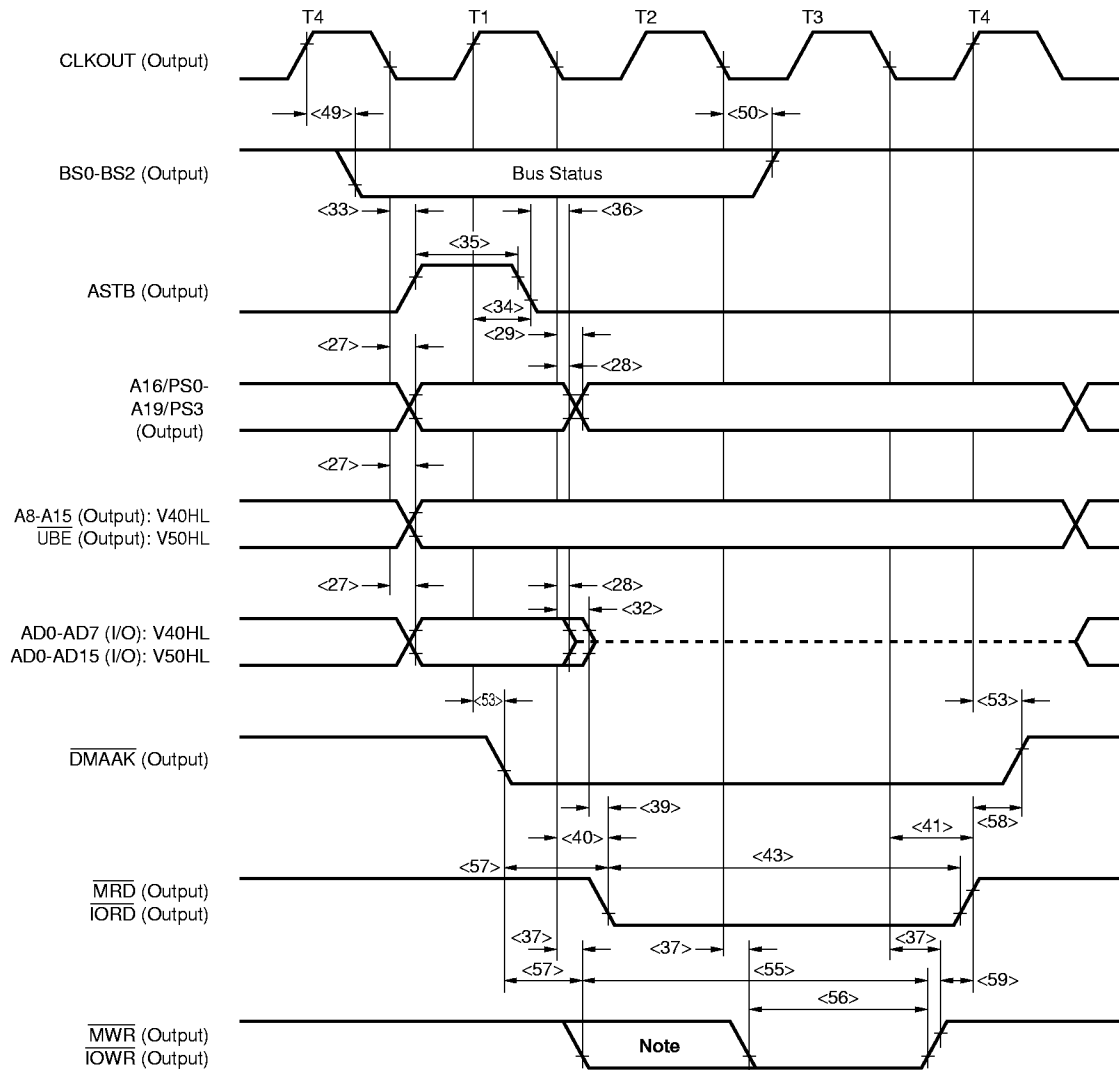 T4 T1 T2 T3 T4
CLKOUT (Output)
<49> <50>
BS0-BS2 (Output) Bus Status
<33> <36>
<35>
ASTB (Output)
<34>
<29>
<27> <28>
A16/PS0-
A19/PS3
(Output)
<27>
A8-A15 (Output): V40HL
UBE (Output): V50HL
<27> <28>
<32>
AD0-AD7 (I/O): V40HL
AD0-AD15 (I/O): V50HL
<53> <53>
DMAAK (Output)
<39> <58>
<40> <41>
<57> <43>
MRD (Output)
IORD (Output)
<37> <37> <37>
<57> <55> <59>
<56>
MWR (Output)
IOWR (Output)
Note